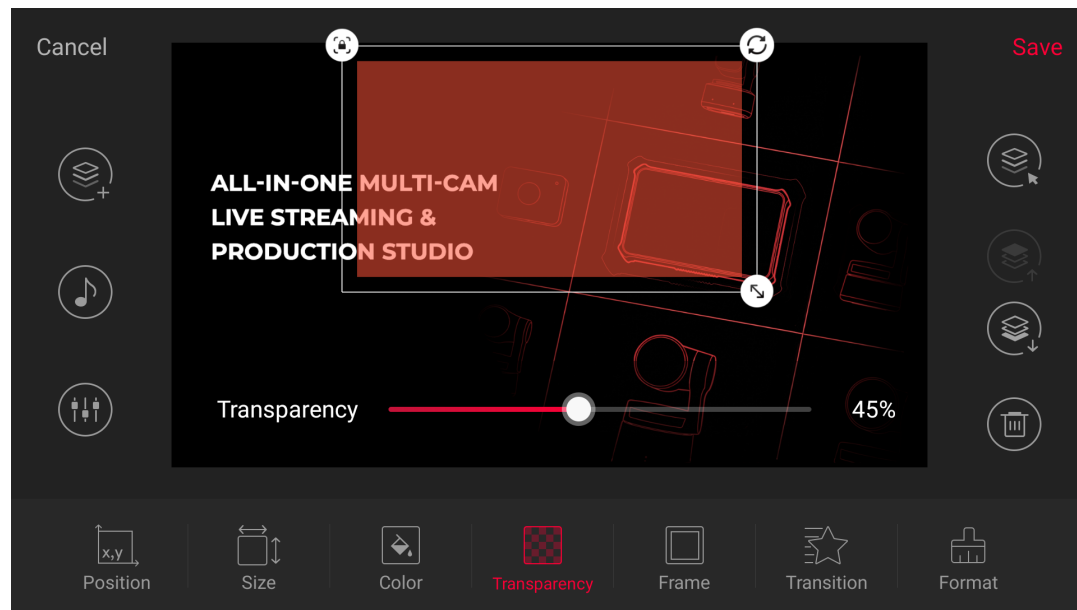 Cancel
Save
ALL-IN-ONE MULTI-CAM
LIVE STREAMING &
PRODUCTION STUDIO
Transparency
45%
x,y
Position
Size
Color
Transparency
Frame
Transition
Format